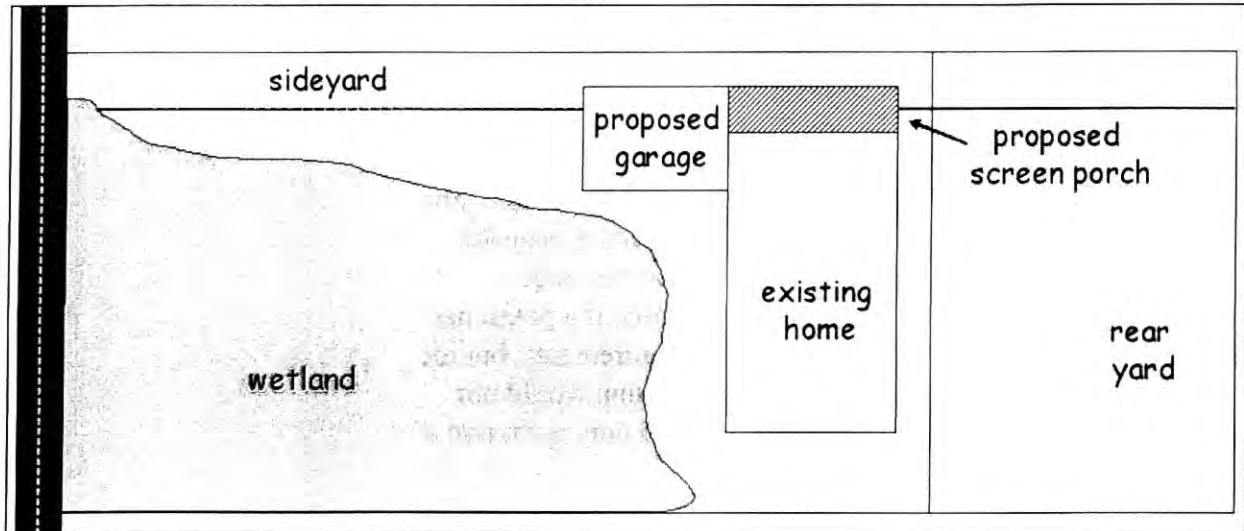 sideyard
proposed
garage
proposed
screen porch
existing
home
wetland
rear
yard